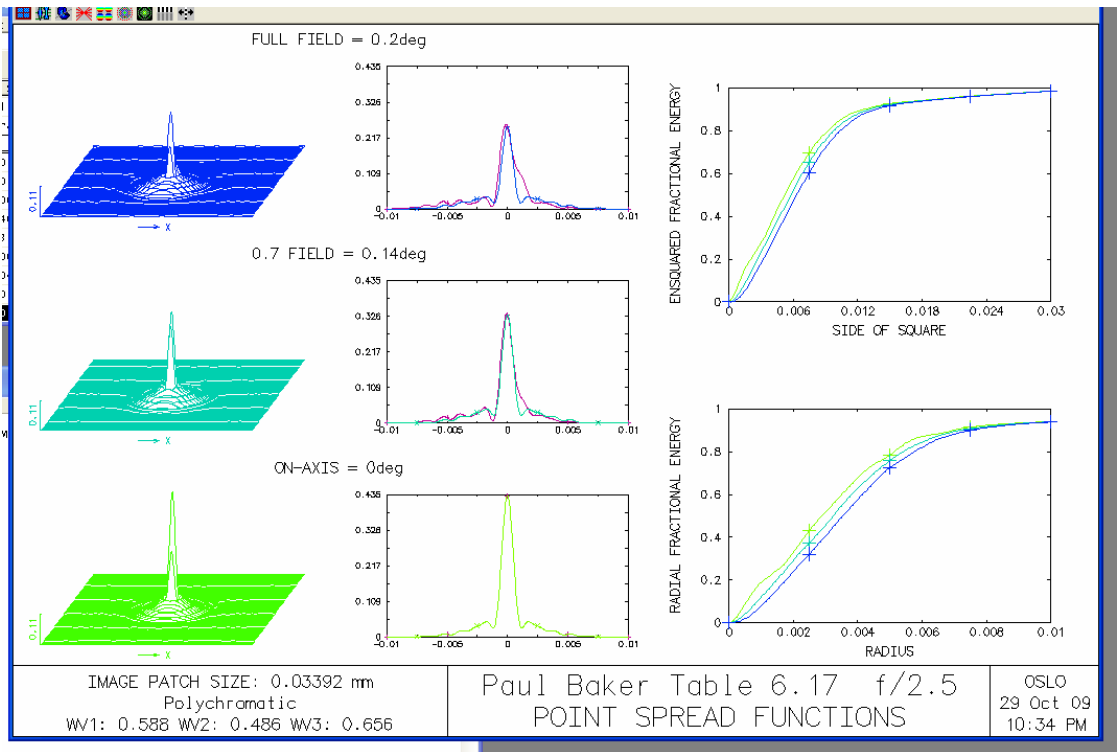 FULL FIELD = 0.2deg
0.435
0.326
0.217
0.109
0
-0.01 -0.005 0 0.005 0.01
0.11
X
0.7 FIELD = 0.14deg
0.435
0.326
0.217
0.109
0
-0.01 -0.005 0 0.005 0.01
0.11
X
ON-AXIS = 0deg
0.435
0.326
0.217
0.109
0
-0.01 -0.005 0 0.005 0.01
0.11
X
ENSQUARED FRACTIONAL ENERGY
1
0.8
0.6
0.4
0.2
0
0 0.006 0.012 0.018 0.024 0.03
SIDE OF SQUARE
RADIAL FRACTIONAL ENERGY
1
0.8
0.6
0.4
0.2
0
0 0.002 0.004 0.006 0.008 0.01
RADIUS
IMAGE PATCH SIZE: 0.03392 mm
Polychromatic
WV1: 0.588 WV2: 0.486 WV3: 0.656
Paul Baker Table 6.17 f/2.5
POINT SPREAD FUNCTIONS
OSLO
29 Oct 09
10:34 PM